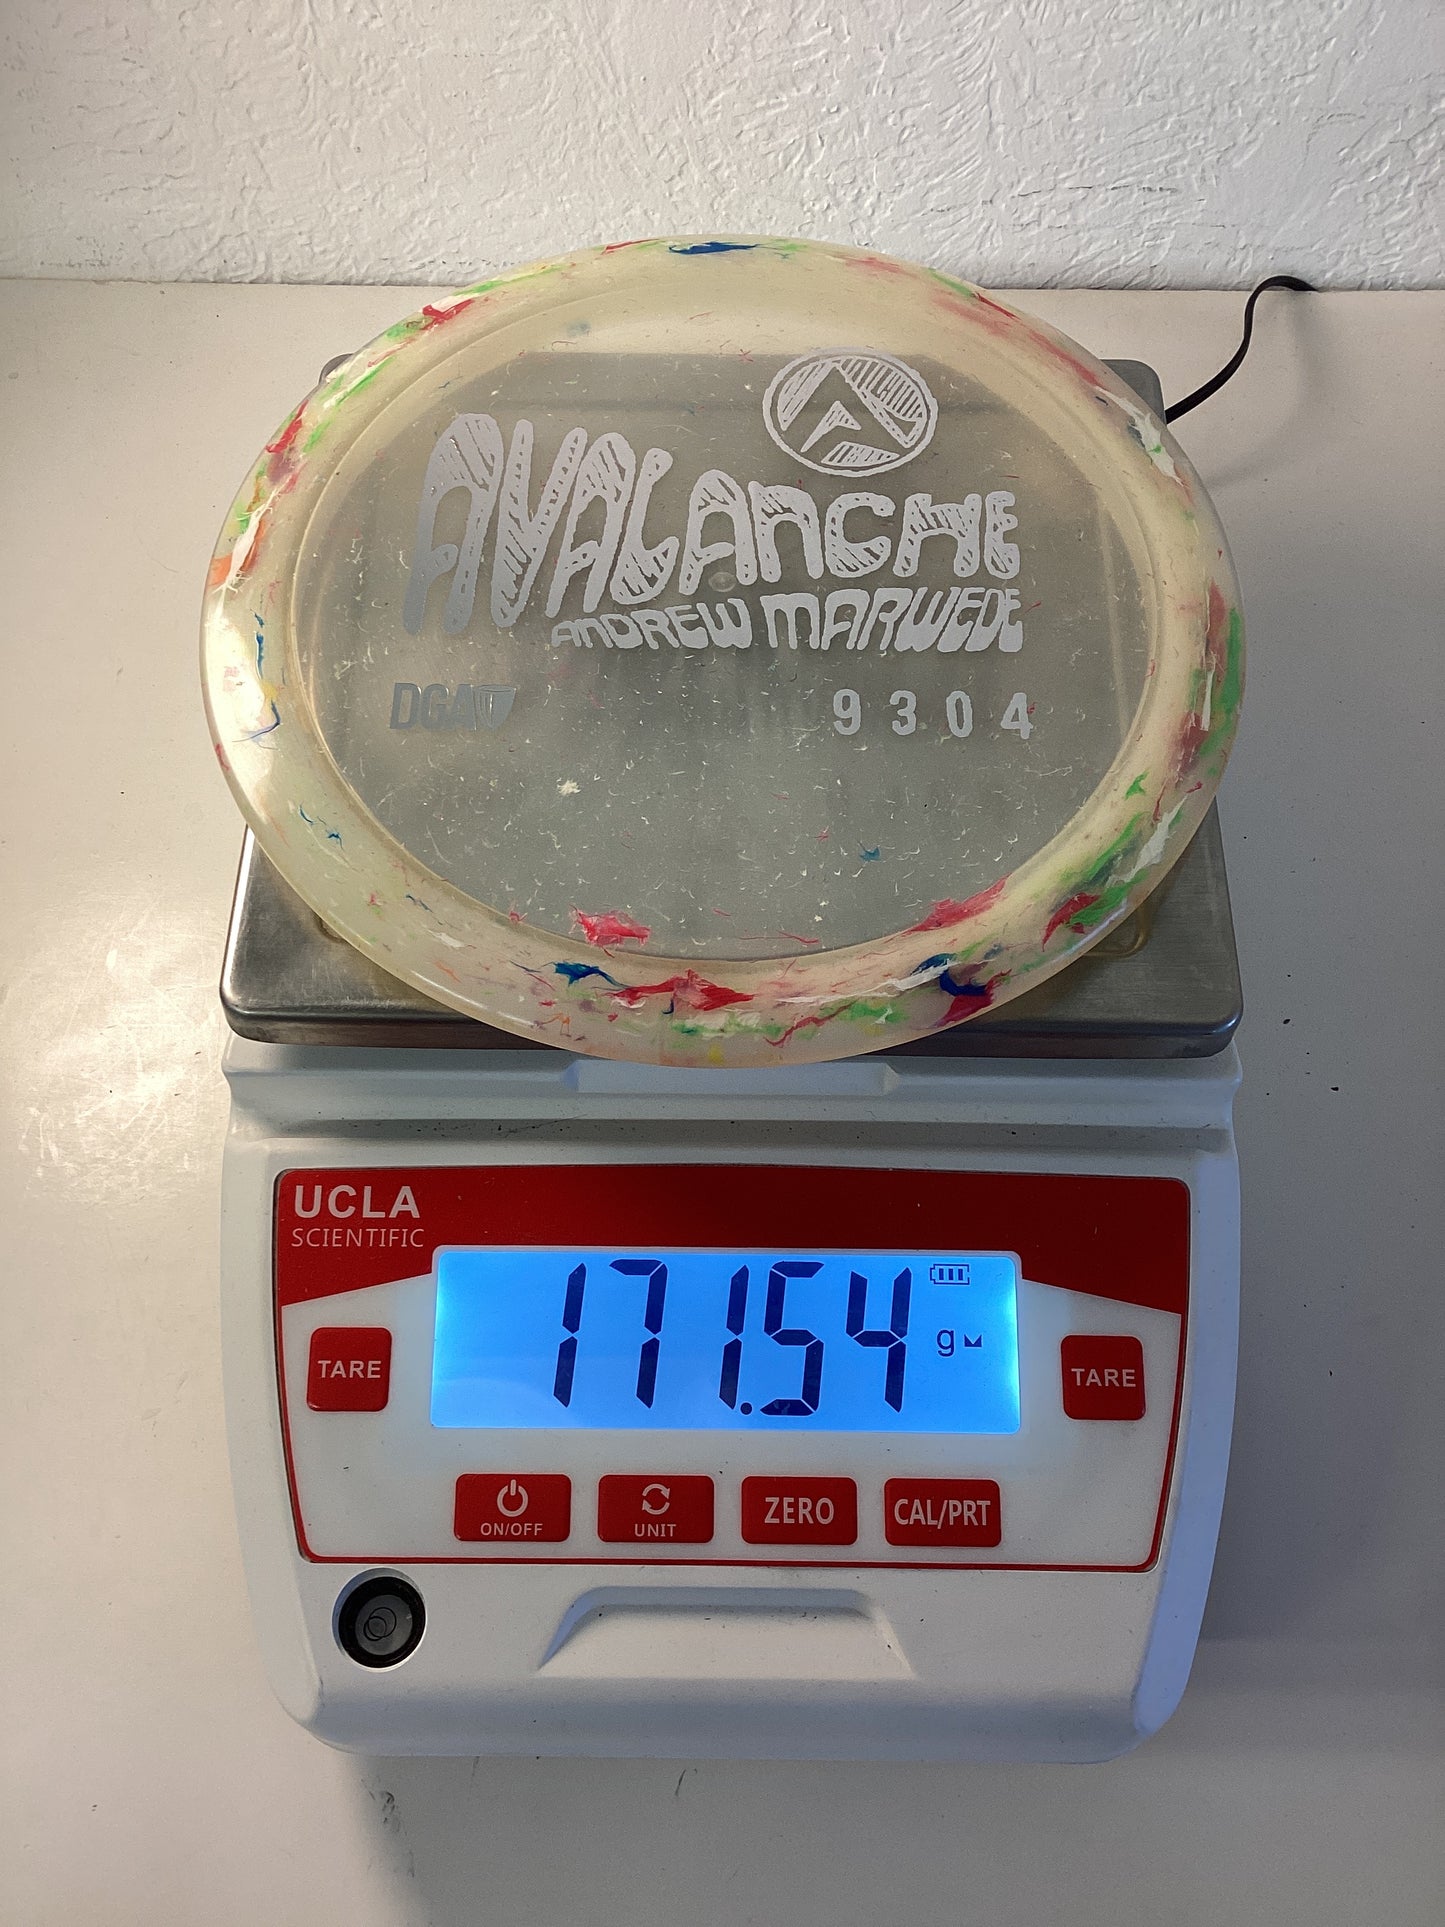 AVALANCHE
ANDREW MARWEDE
DGA
9304
UCLA
SCIENTIFIC
171.54 g
TARE
TARE
ON/OFF
UNIT
ZERO
CAL/PRT